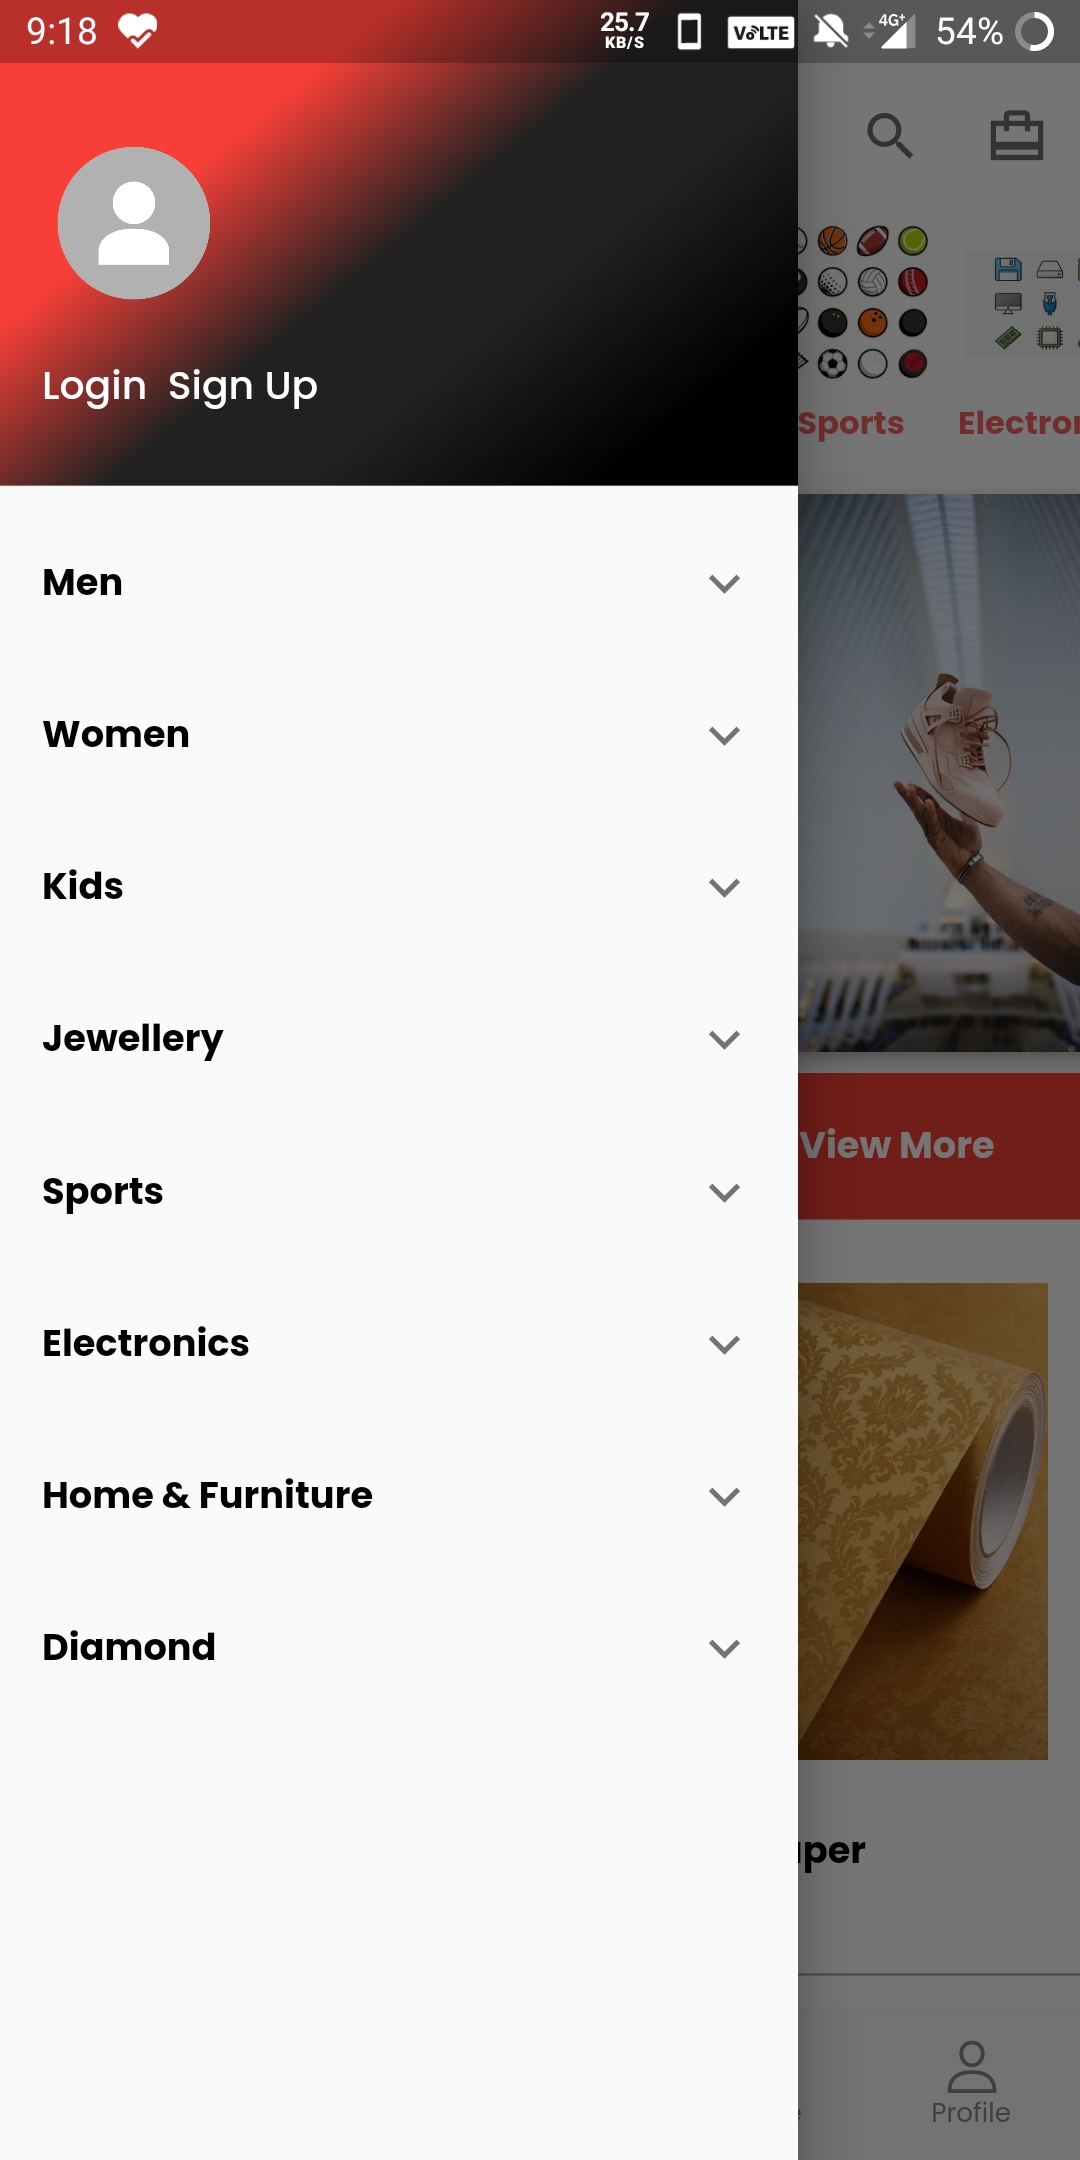 9:18 25.7 KB/S VoLTE 4G+ 54%
Login Sign Up
Sports Electron
Men
Women
Kids
Jewellery
View More
Sports
Electronics
Home & Furniture
Diamond
per
Profile